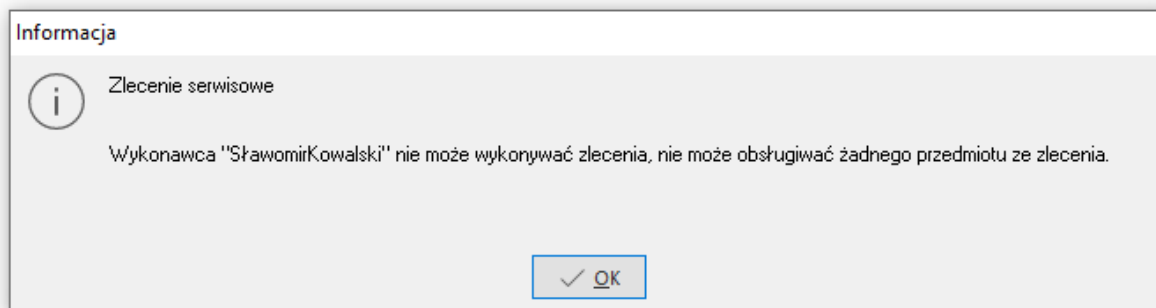 Informacja
Zlecenie serwisowe
Wykonawca "SławomirKowalski" nie może wykonywać zlecenia, nie może obsługiwać żadnego przedmiotu ze zlecenia.
OK